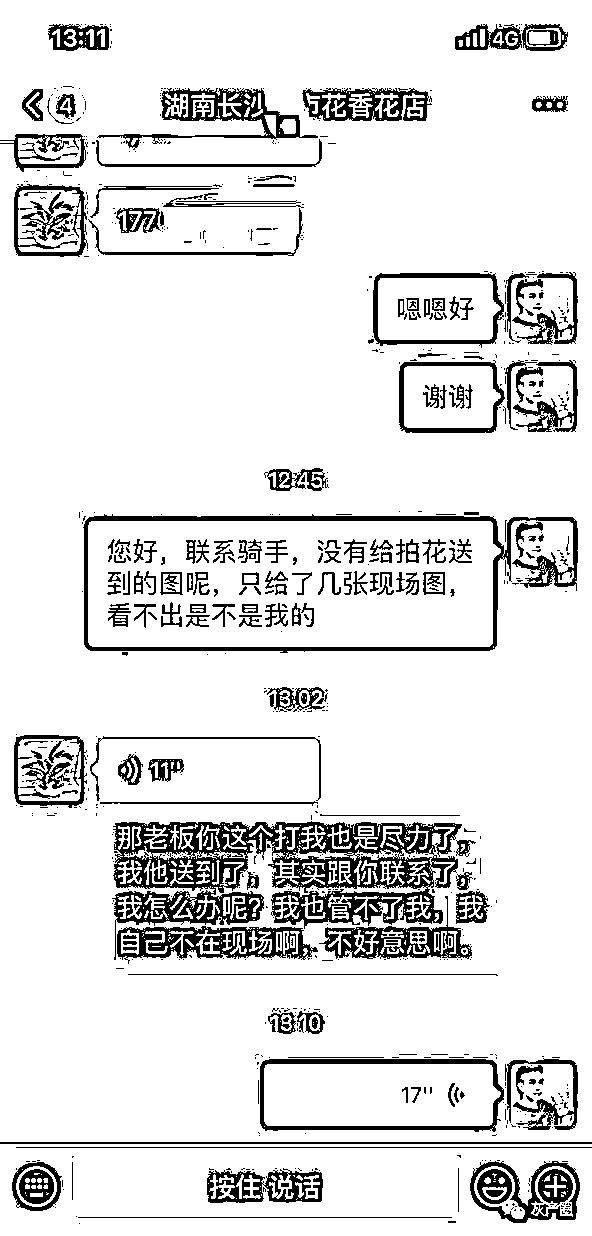 13:11
4G
4
湖南长沙 花香花店
177
嗯嗯好
谢谢
12:45
您好，联系骑手，没有给拍花送
到的图呢，只给了几张现场图，
看不出是不是我的
13:02
11"
那老板你这个打我也是尽力了，
我他送到了，其实跟你联系了，
我怎么办呢？我也管不了我，我
自己不在现场啊，不好意思啊。
13:10
17"
按住 说话
灰产圈